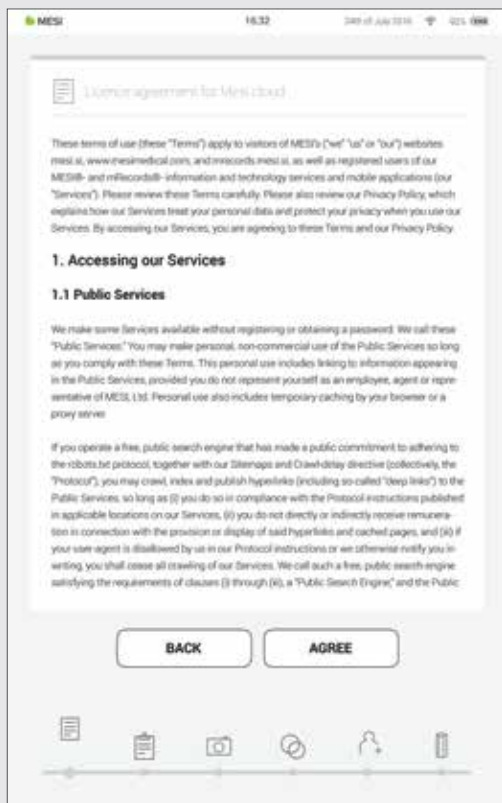 MESI 16:32 24th of July 2016 92%
Licence agreement for Mesi cloud
These terms of use (these "Terms") apply to visitors of MESI's ("we" "us" or "our") websites
mesi.si, www.mesimedical.com, and mrecords.mesi.si, as well as registered users of our
MESI®- and mRecords®- information and technology services and mobile applications (our
"Services"). Please review these Terms carefully. Please also review our Privacy Policy, which
explains how our Services treat your personal data and protect your privacy when you use our
Services. By accessing our Services, you are agreeing to these Terms and our Privacy Policy
1. Accessing our Services
1.1 Public Services
We make some Services available without registering or obtaining a password. We call these
"Public Services." You may make personal, non-commercial use of the Public Services so long
as you comply with these Terms. This personal use includes linking to information appearing
in the Public Services, provided you do not represent yourself as an employee, agent or repre-
sentative of MESI, Ltd. Personal use also includes temporary caching by your browser or a
proxy server
If you operate a free, public search engine that has made a public commitment to adhering to
the robots.txt protocol, together with our Sitemaps and Crawl-delay directive (collectively, the
"Protocol"), you may crawl, index and publish hyperlinks (including so-called "deep links") to the
Public Services, so long as (i) you do so in compliance with the Protocol instructions published
in applicable locations on our Services, (ii) you do not directly or indirectly receive remunera-
tion in connection with the provision or display of said hyperlinks and cached pages, and (iii) if
your user-agent is disallowed by us in our Protocol instructions or we otherwise notify you in
writing, you shall cease all crawling of our Services. We call such a free, public search engine
satisfying the requirements of clauses (i) through (iii), a "Public Search Engine," and the Public
BACK AGREE